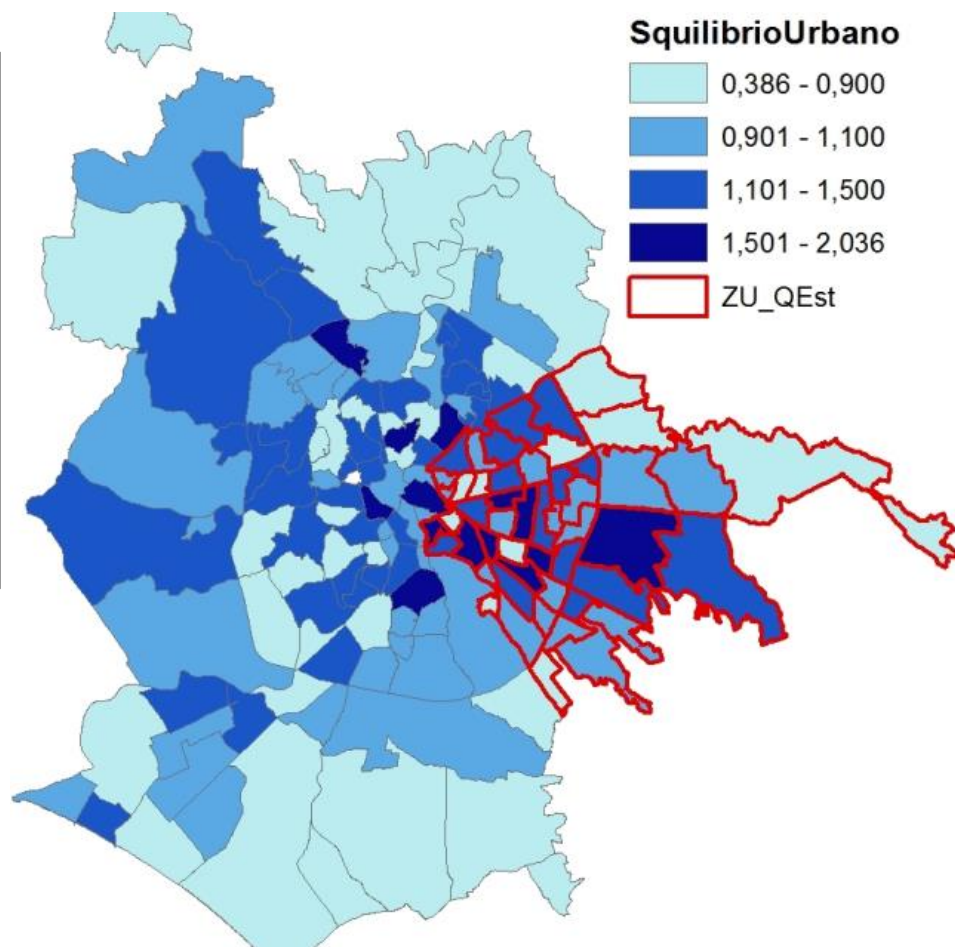 SquilibrioUrbano
0,386 - 0,900
0,901 - 1,100
1,101 - 1,500
1,501 - 2,036
ZU_QEst